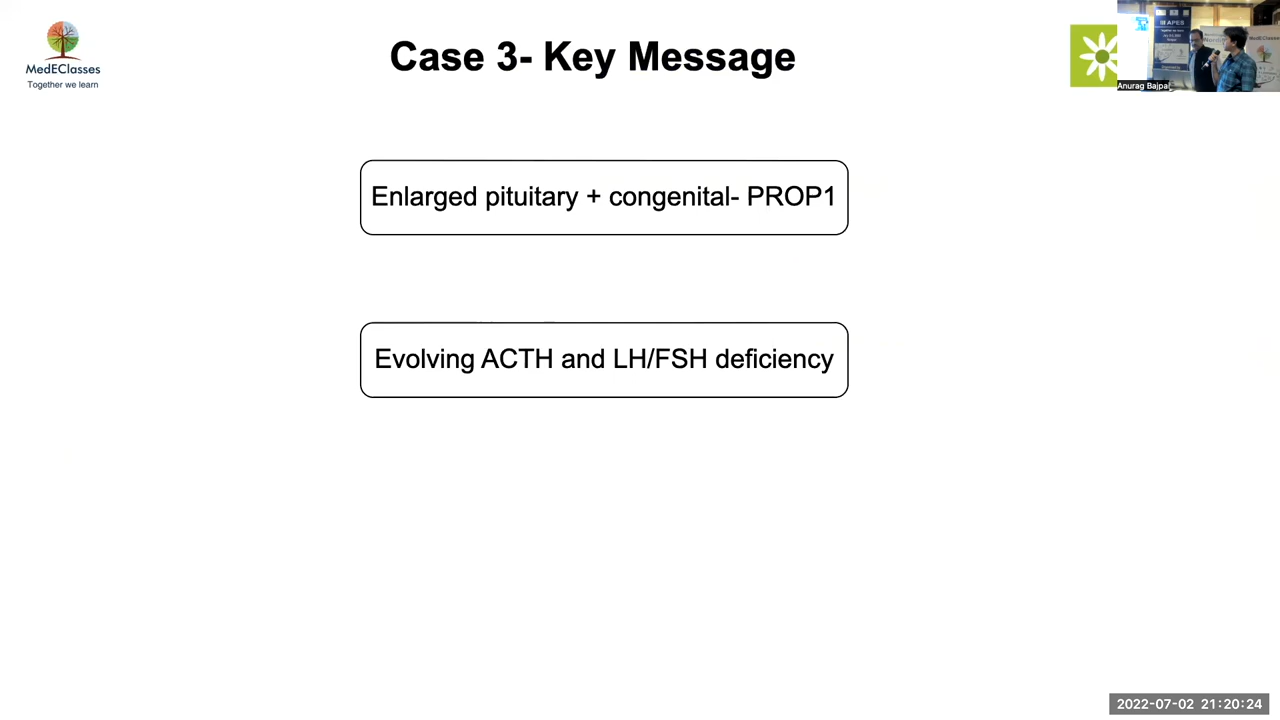 MedEClasses
Together we learn
Case 3- Key Message
Anurag Bajpai
Enlarged pituitary + congenital- PROP1
Evolving ACTH and LH/FSH deficiency
2022-07-02 21:20:24